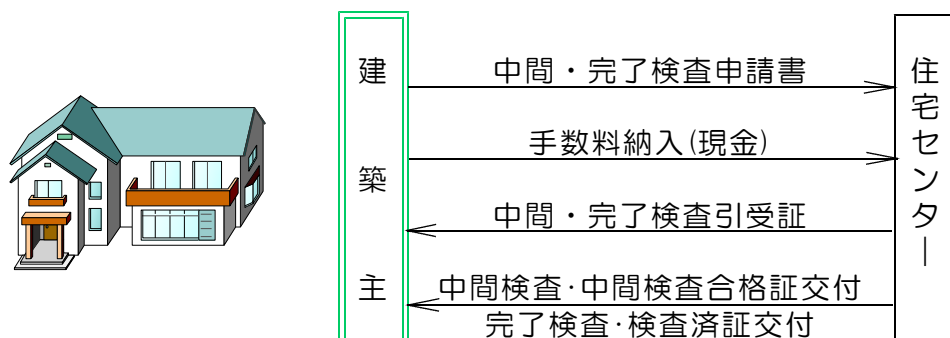 建築主
中間・完了検査申請書
手数料納入(現金)
中間・完了検査引受証
中間検査・中間検査合格証交付
完了検査・検査済証交付
住宅センター